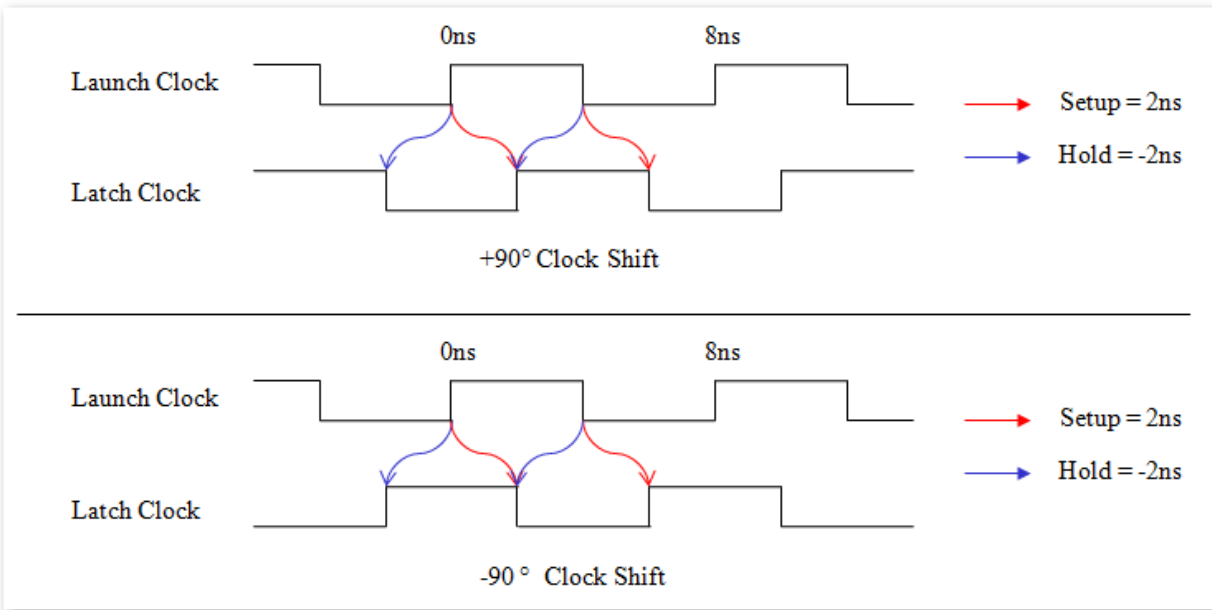 0ns 8ns
Launch Clock
Setup = 2ns
Hold = -2ns
Latch Clock
+90° Clock Shift
0ns 8ns
Launch Clock
Setup = 2ns
Hold = -2ns
Latch Clock
-90 ° Clock Shift